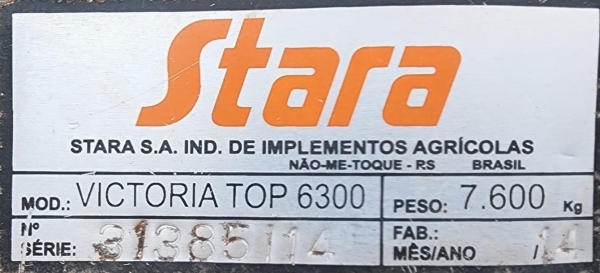 Stara
STARA S.A. IND. DE IMPLEMENTOS AGRÍCOLAS
NÃO-ME-TOQUE - RS BRASIL
MOD.: VICTORIA TOP 6300 PESO: 7.600 Kg
Nº
SÉRIE: 31385114
FAB.:
MÊS/ANO /14